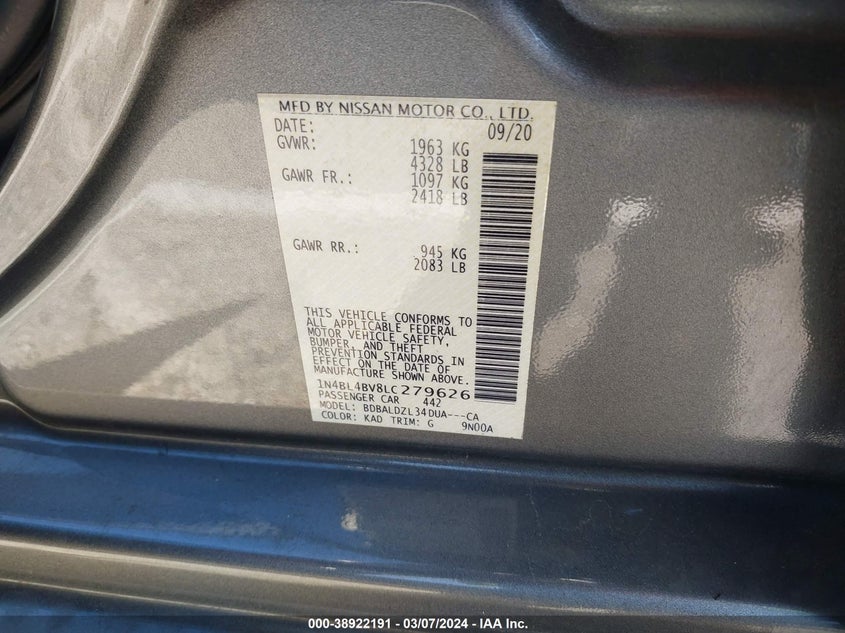 MFD BY NISSAN MOTOR CO., LTD.
DATE: 09/20
GVWR: 1963 KG
4328 LB
GAWR FR.: 1097 KG
2418 LB
GAWR RR.: 945 KG
2083 LB
THIS VEHICLE CONFORMS TO
ALL APPLICABLE FEDERAL
MOTOR VEHICLE SAFETY,
BUMPER, AND THEFT
PREVENTION STANDARDS IN
EFFECT ON THE DATE OF
MANUFACTURE SHOWN ABOVE.
1N4BL4BV8LC279626
PASSENGER CAR 442
MODEL: BDBALDZL34DUA---CA
COLOR: KAD TRIM: G 9N00A
000-38922191 - 03/07/2024 - IAA Inc.